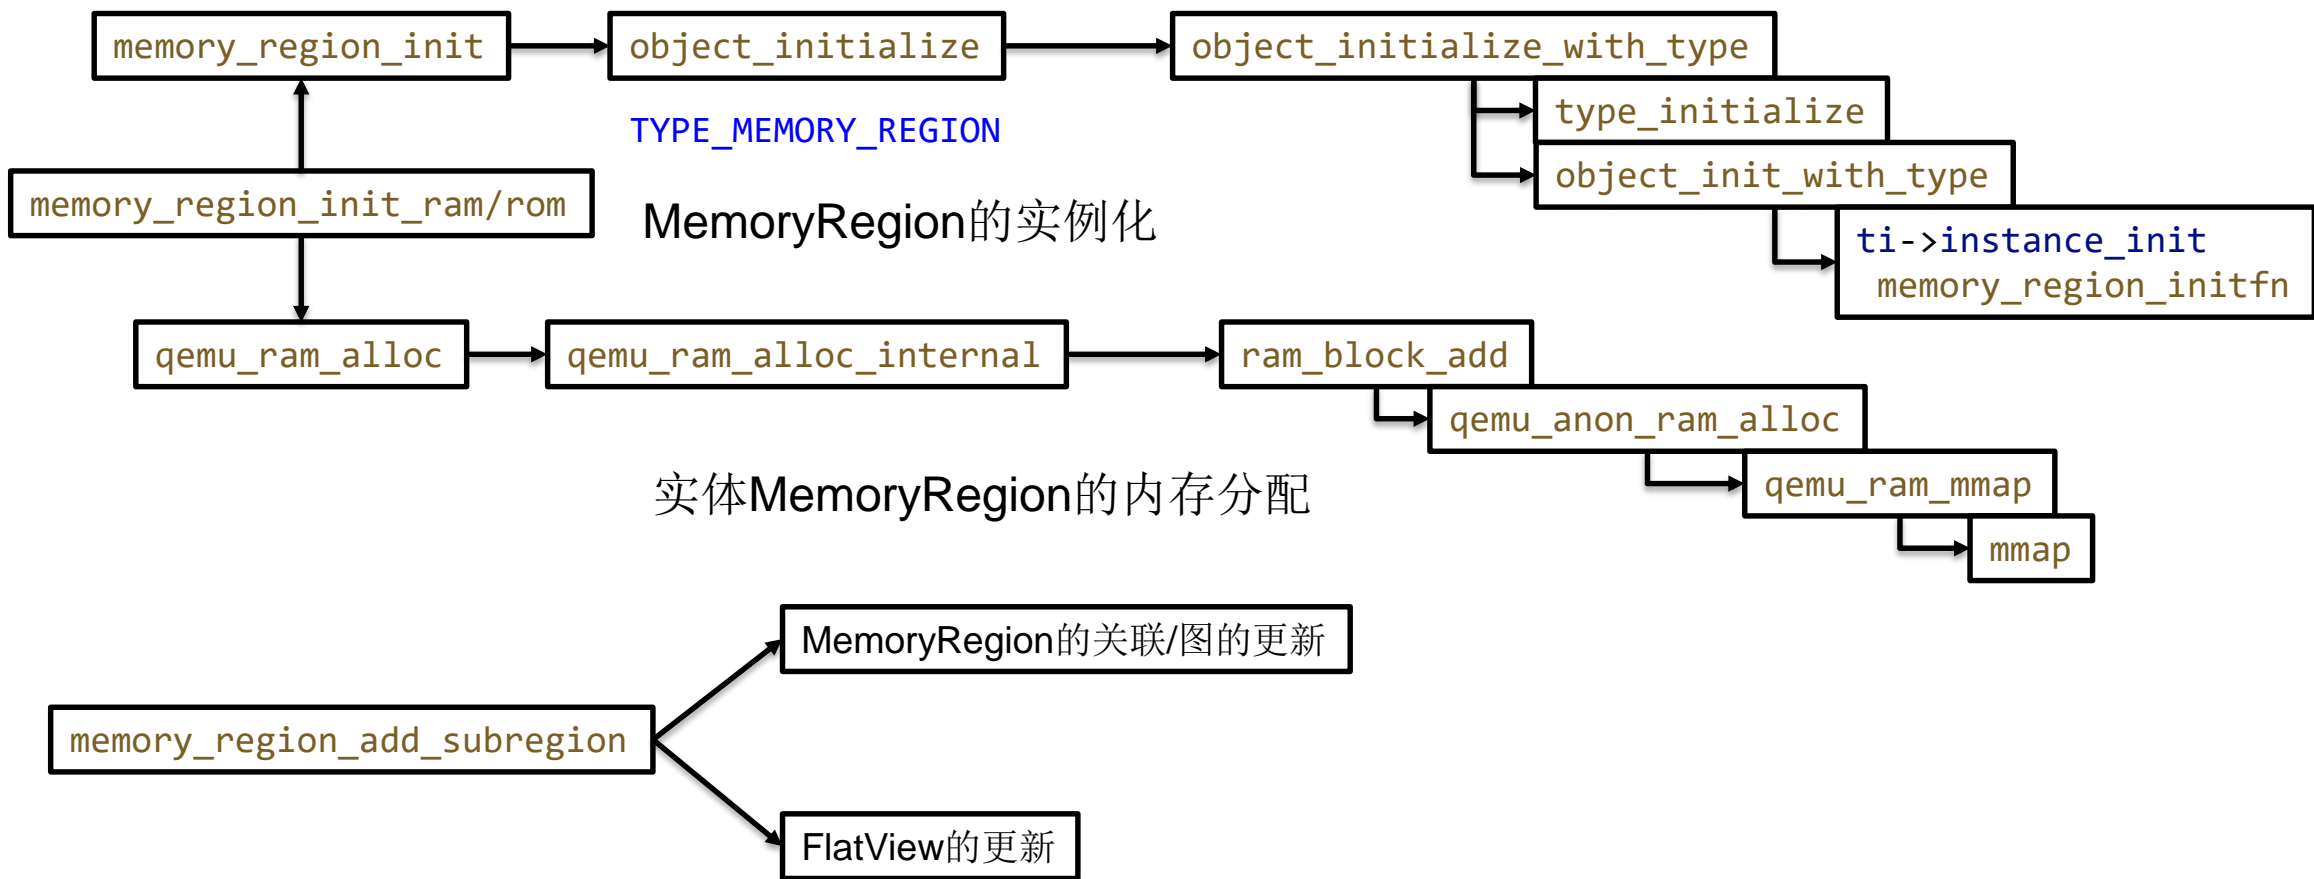 memory_region_init
object_initialize
object_initialize_with_type
type_initialize
TYPE_MEMORY_REGION
object_init_with_type
memory_region_init_ram/rom
MemoryRegion的实例化
ti->instance_init
memory_region_initfn
qemu_ram_alloc
qemu_ram_alloc_internal
ram_block_add
qemu_anon_ram_alloc
实体MemoryRegion的内存分配
qemu_ram_mmap
mmap
MemoryRegion的关联/图的更新
memory_region_add_subregion
FlatView的更新